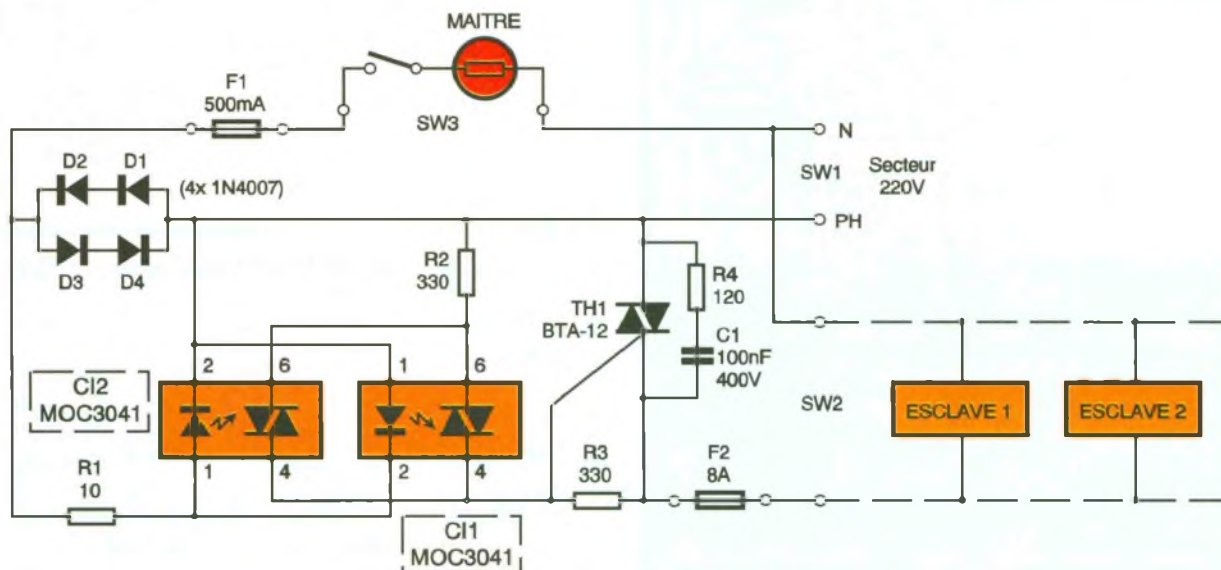 MAITRE
F1
500mA
SW3
N
SW1
Secteur
220V
PH
D2
D1
(4x 1N4007)
D3
D4
R2
330
R4
120
TH1
BTA-12
C1
100nF
400V
2
6
1
6
CI2
MOC3041
SW2
ESCLAVE 1
ESCLAVE 2
R1
10
1
4
2
4
R3
330
F2
8A
CI1
MOC3041